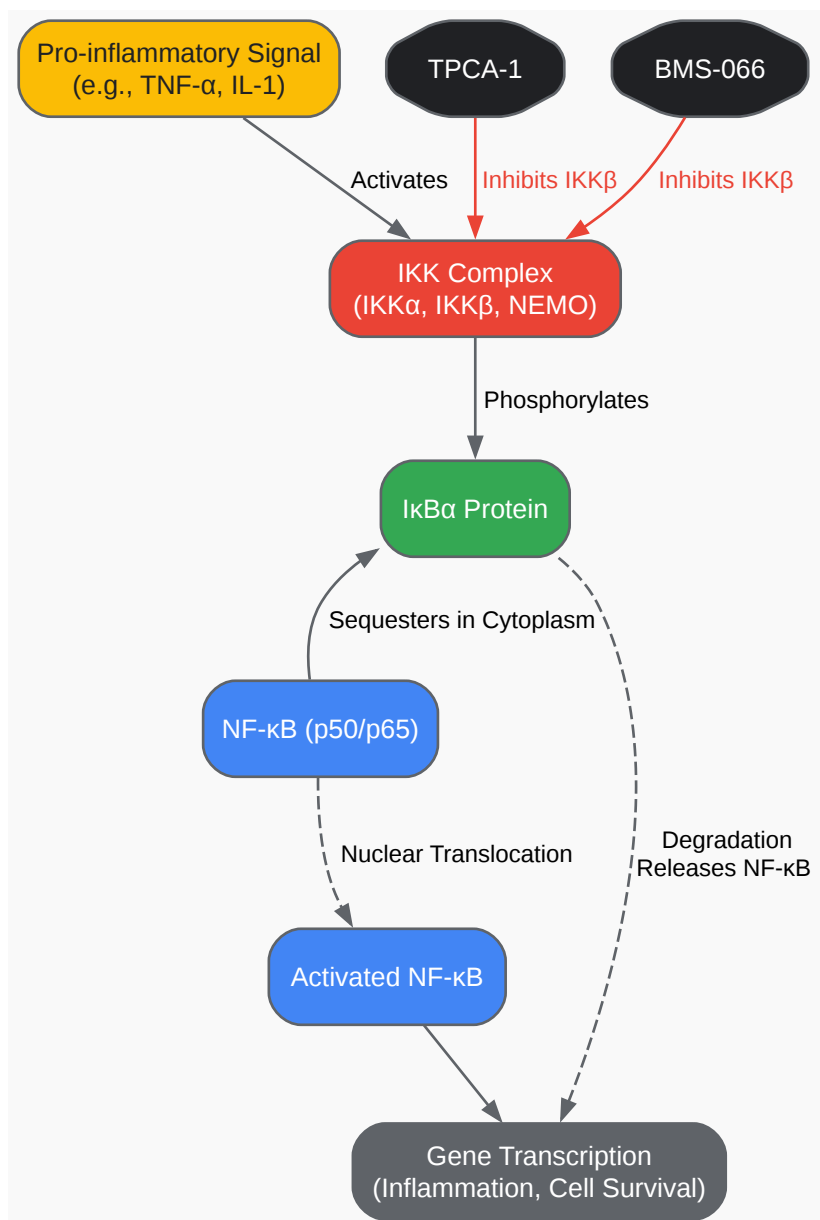 Pro-inflammatory Signal
(e.g., TNF-α, IL-1)
TPCA-1
BMS-066
Activates
Inhibits IKKβ
Inhibits IKKβ
IKK Complex
(IKKα, IKKβ, NEMO)
Phosphorylates
IκBα Protein
Sequesters in Cytoplasm
NF-κB (p50/p65)
Nuclear Translocation
Degradation
Releases NF-κB
Activated NF-κB
Gene Transcription
(Inflammation, Cell Survival)